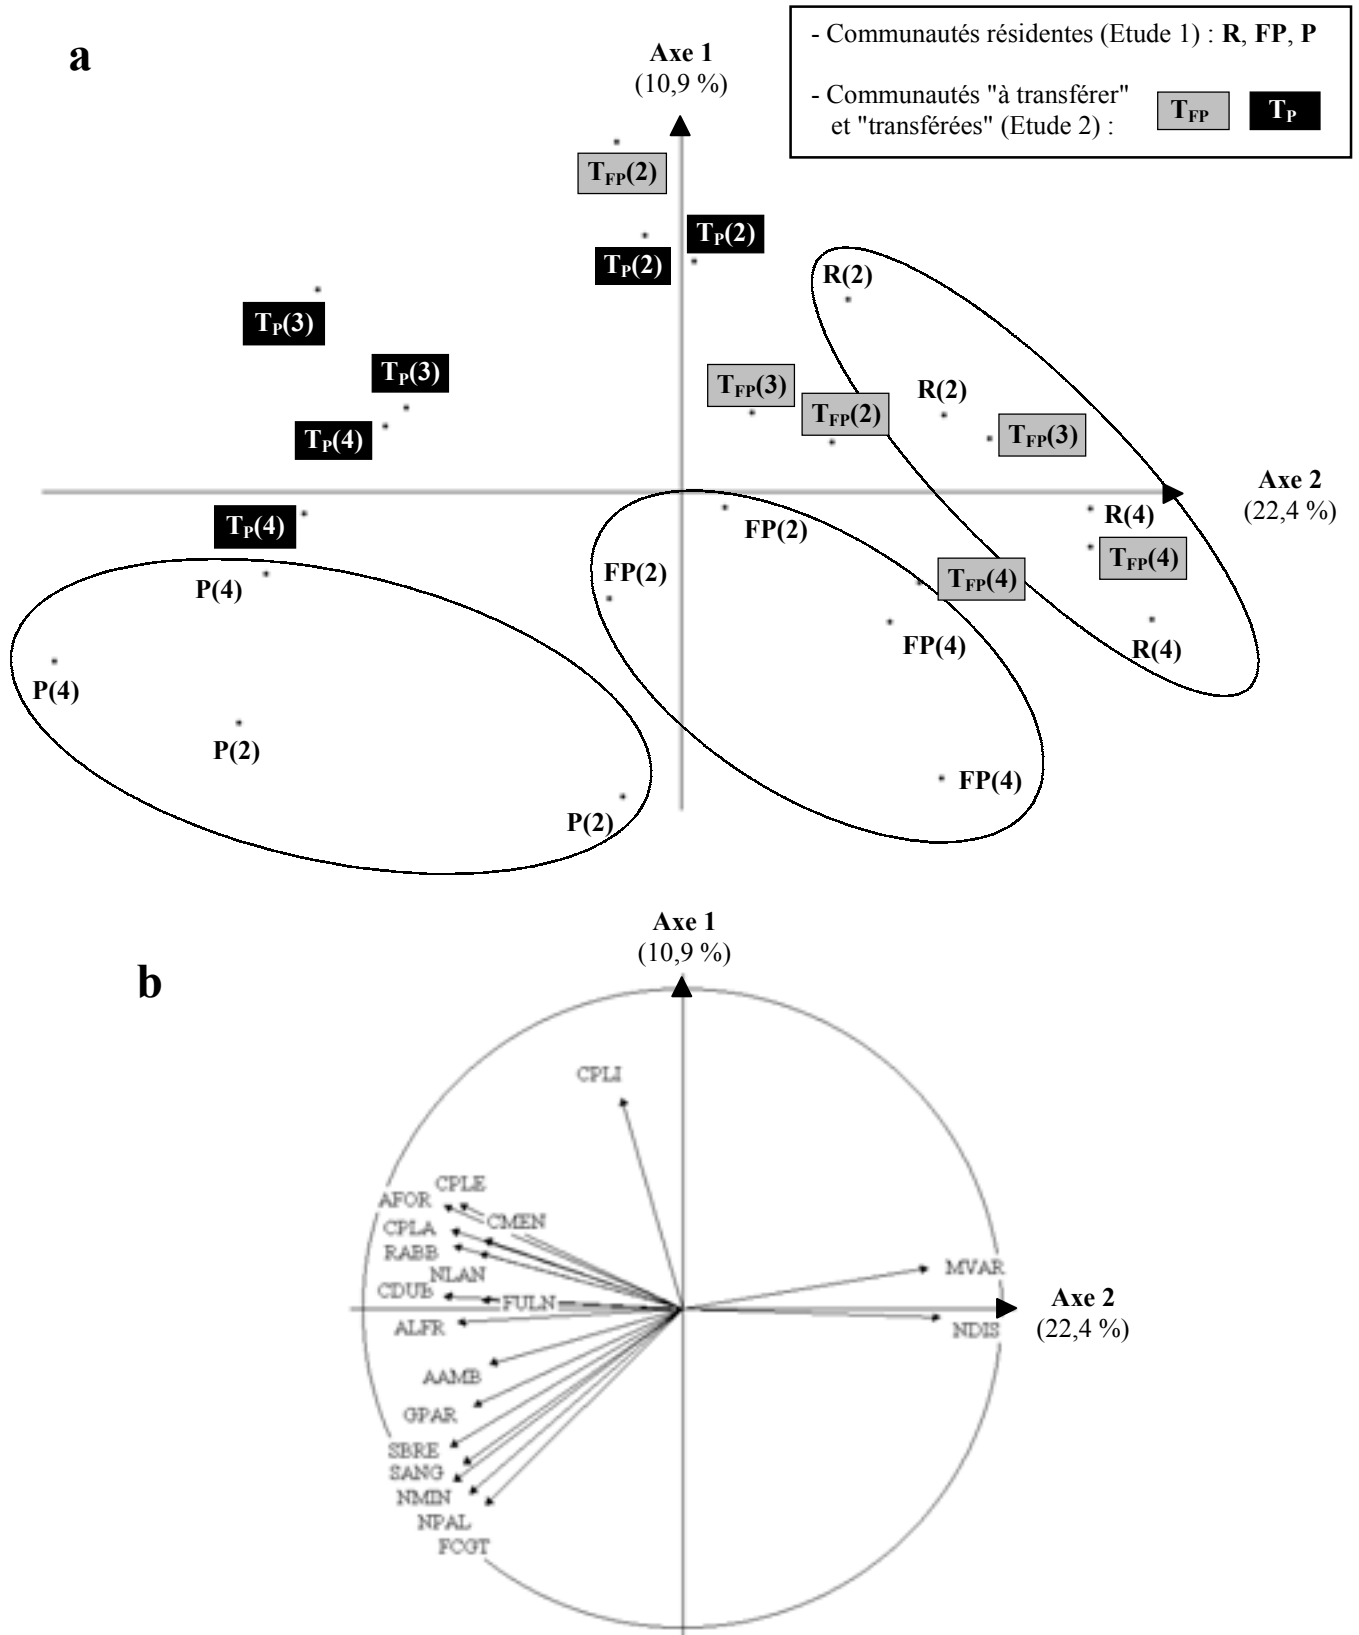 a
Axe 1
(10,9 %)
- Communautés résidentes (Etude 1) : R, FP, P
- Communautés "à transférer"
et "transférées" (Etude 2) :
TFP
TP
TFP(2)
TP(2)
TP(2)
R(2)
TP(3)
TP(3)
TFP(3)
R(2)
TFP(2)
TFP(3)
TP(4)
Axe 2
(22,4 %)
TP(4)
FP(2)
R(4)
TFP(4)
P(4)
FP(2)
TFP(4)
FP(4)
R(4)
P(4)
P(2)
FP(4)
P(2)
Axe 1
(10,9 %)
b
CPLI
CPLE
AFOR
CMEN
CPLA
RABB
NLAN
MVAR
CDUB
FULN
Axe 2
(22,4 %)
ALFR
NDIS
AAMB
GPAR
SBRE
SANG
NMIN
NPAL
FCGT